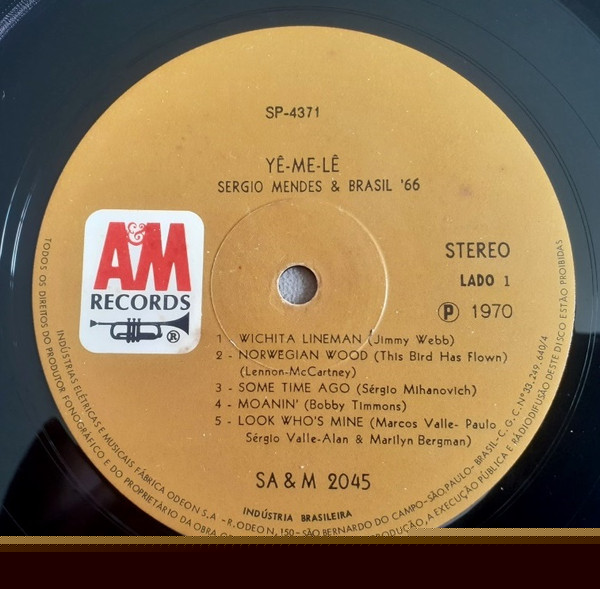 SP-4371
YÊ-ME-LÊ
SERGIO MENDES & BRASIL '66
A&M
RECORDS
®
STEREO
LADO 1
Ⓟ 1970
1 - WICHITA LINEMAN (Jimmy Webb)
2 - NORWEGIAN WOOD (This Bird Has Flown)
(Lennon-McCartney)
3 - SOME TIME AGO (Sérgio Mihanovich)
4 - MOANIN' (Bobby Timmons)
5 - LOOK WHO'S MINE (Marcos Valle- Paulo
Sérgio Valle-Alan & Marilyn Bergman)
SA & M 2045
INDÚSTRIA BRASILEIRA
INDÚSTRIAS ELÉTRICAS E MUSICAIS FÁBRICA ODEON S.A -R.ODEON, 150-SÃO BERNARDO DO CAMPO-SÃO.PAULO- BRASIL- C.G.C.Nº33.249.640/4
TODOS OS DIREITOS DO PRODUTOR FONOGRÁFICO E DO PROPRIETÁRIO DA OBRA
REPRODUÇÃO, A EXECUÇÃO PÚBLICA E RÁDIODIFUSÃO DESTE DISCO ESTÃO PROIBIDAS